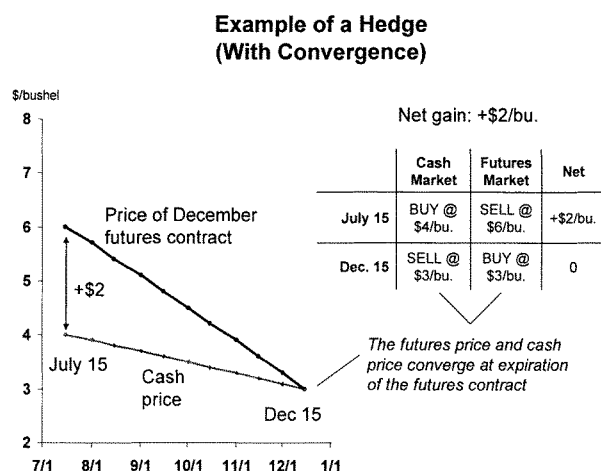 Example of a Hedge
(With Convergence)
$/bushel
8
7
6
5
4
3
2
7/1 8/1 9/1 10/1 11/1 12/1 1/1
Price of December
futures contract
+$2
July 15
Cash
price
Dec 15
Net gain: +$2/bu.
Cash
Market
Futures
Market
Net
July 15
BUY @
$4/bu.
SELL @
$6/bu.
+$2/bu.
Dec. 15
SELL @
$3/bu.
BUY @
$3/bu.
0
The futures price and cash
price converge at expiration
of the futures contract